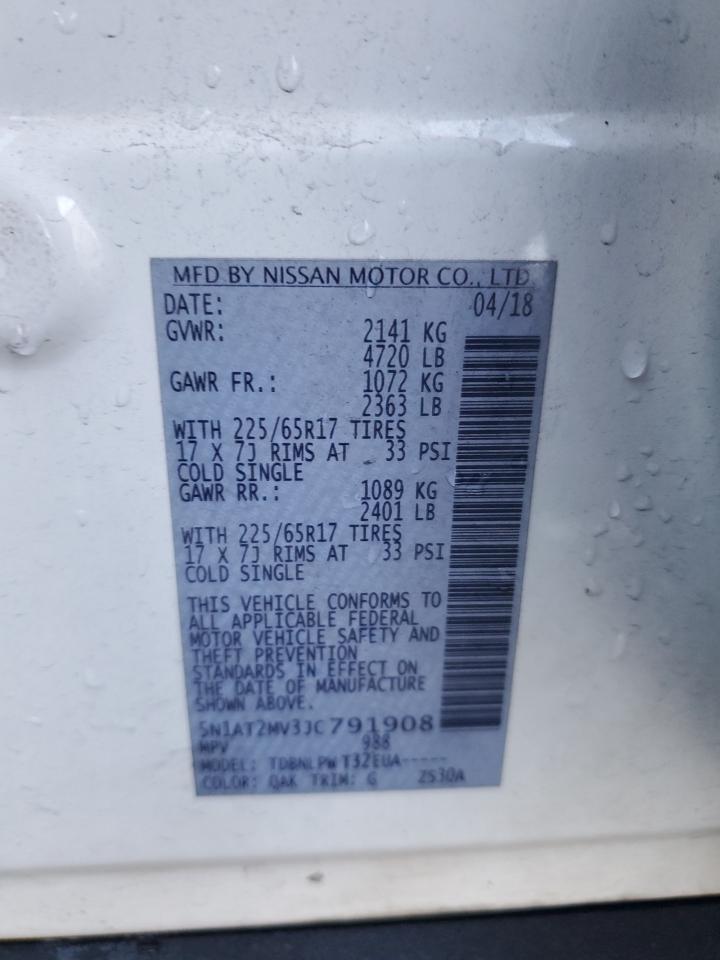 MFD BY NISSAN MOTOR CO., LTD
DATE: 04/18
GVWR: 2141 KG
4720 LB
GAWR FR.: 1072 KG
2363 LB
WITH 225/65R17 TIRES
17 X 7J RIMS AT 33 PSI
COLD SINGLE
GAWR RR.: 1089 KG
2401 LB
WITH 225/65R17 TIRES
17 X 7J RIMS AT 33 PSI
COLD SINGLE
THIS VEHICLE CONFORMS TO
ALL APPLICABLE FEDERAL
MOTOR VEHICLE SAFETY AND
THEFT PREVENTION
STANDARDS IN EFFECT ON
THE DATE OF MANUFACTURE
SHOWN ABOVE.
5N1AT2MV3JC791908
MPV 988
MODEL: TDBNLPW T32EUA-----
COLOR: QAK TRIM: G 2S30A